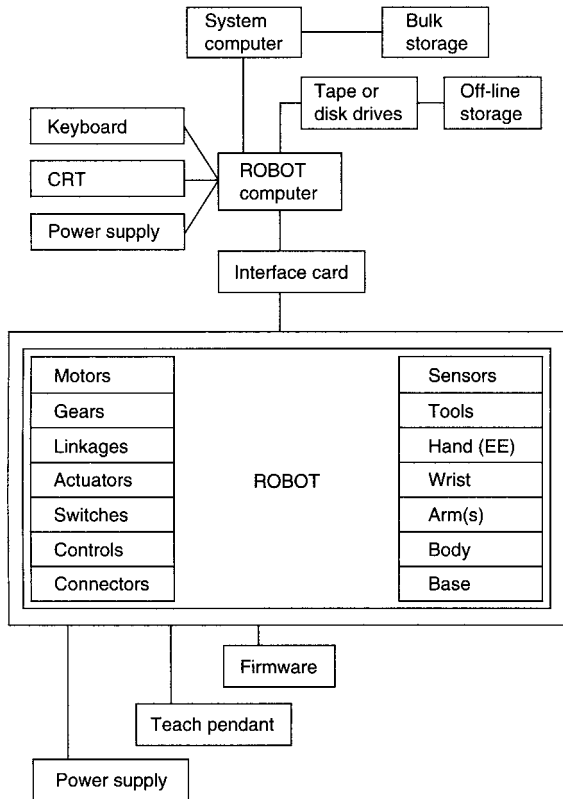 System
computer
Bulk
storage
Tape or
disk drives
Off-line
storage
Keyboard
CRT
Power supply
ROBOT
computer
Interface card
Motors
Gears
Linkages
Actuators
Switches
Controls
Connectors
ROBOT
Sensors
Tools
Hand (EE)
Wrist
Arm(s)
Body
Base
Firmware
Teach pendant
Power supply